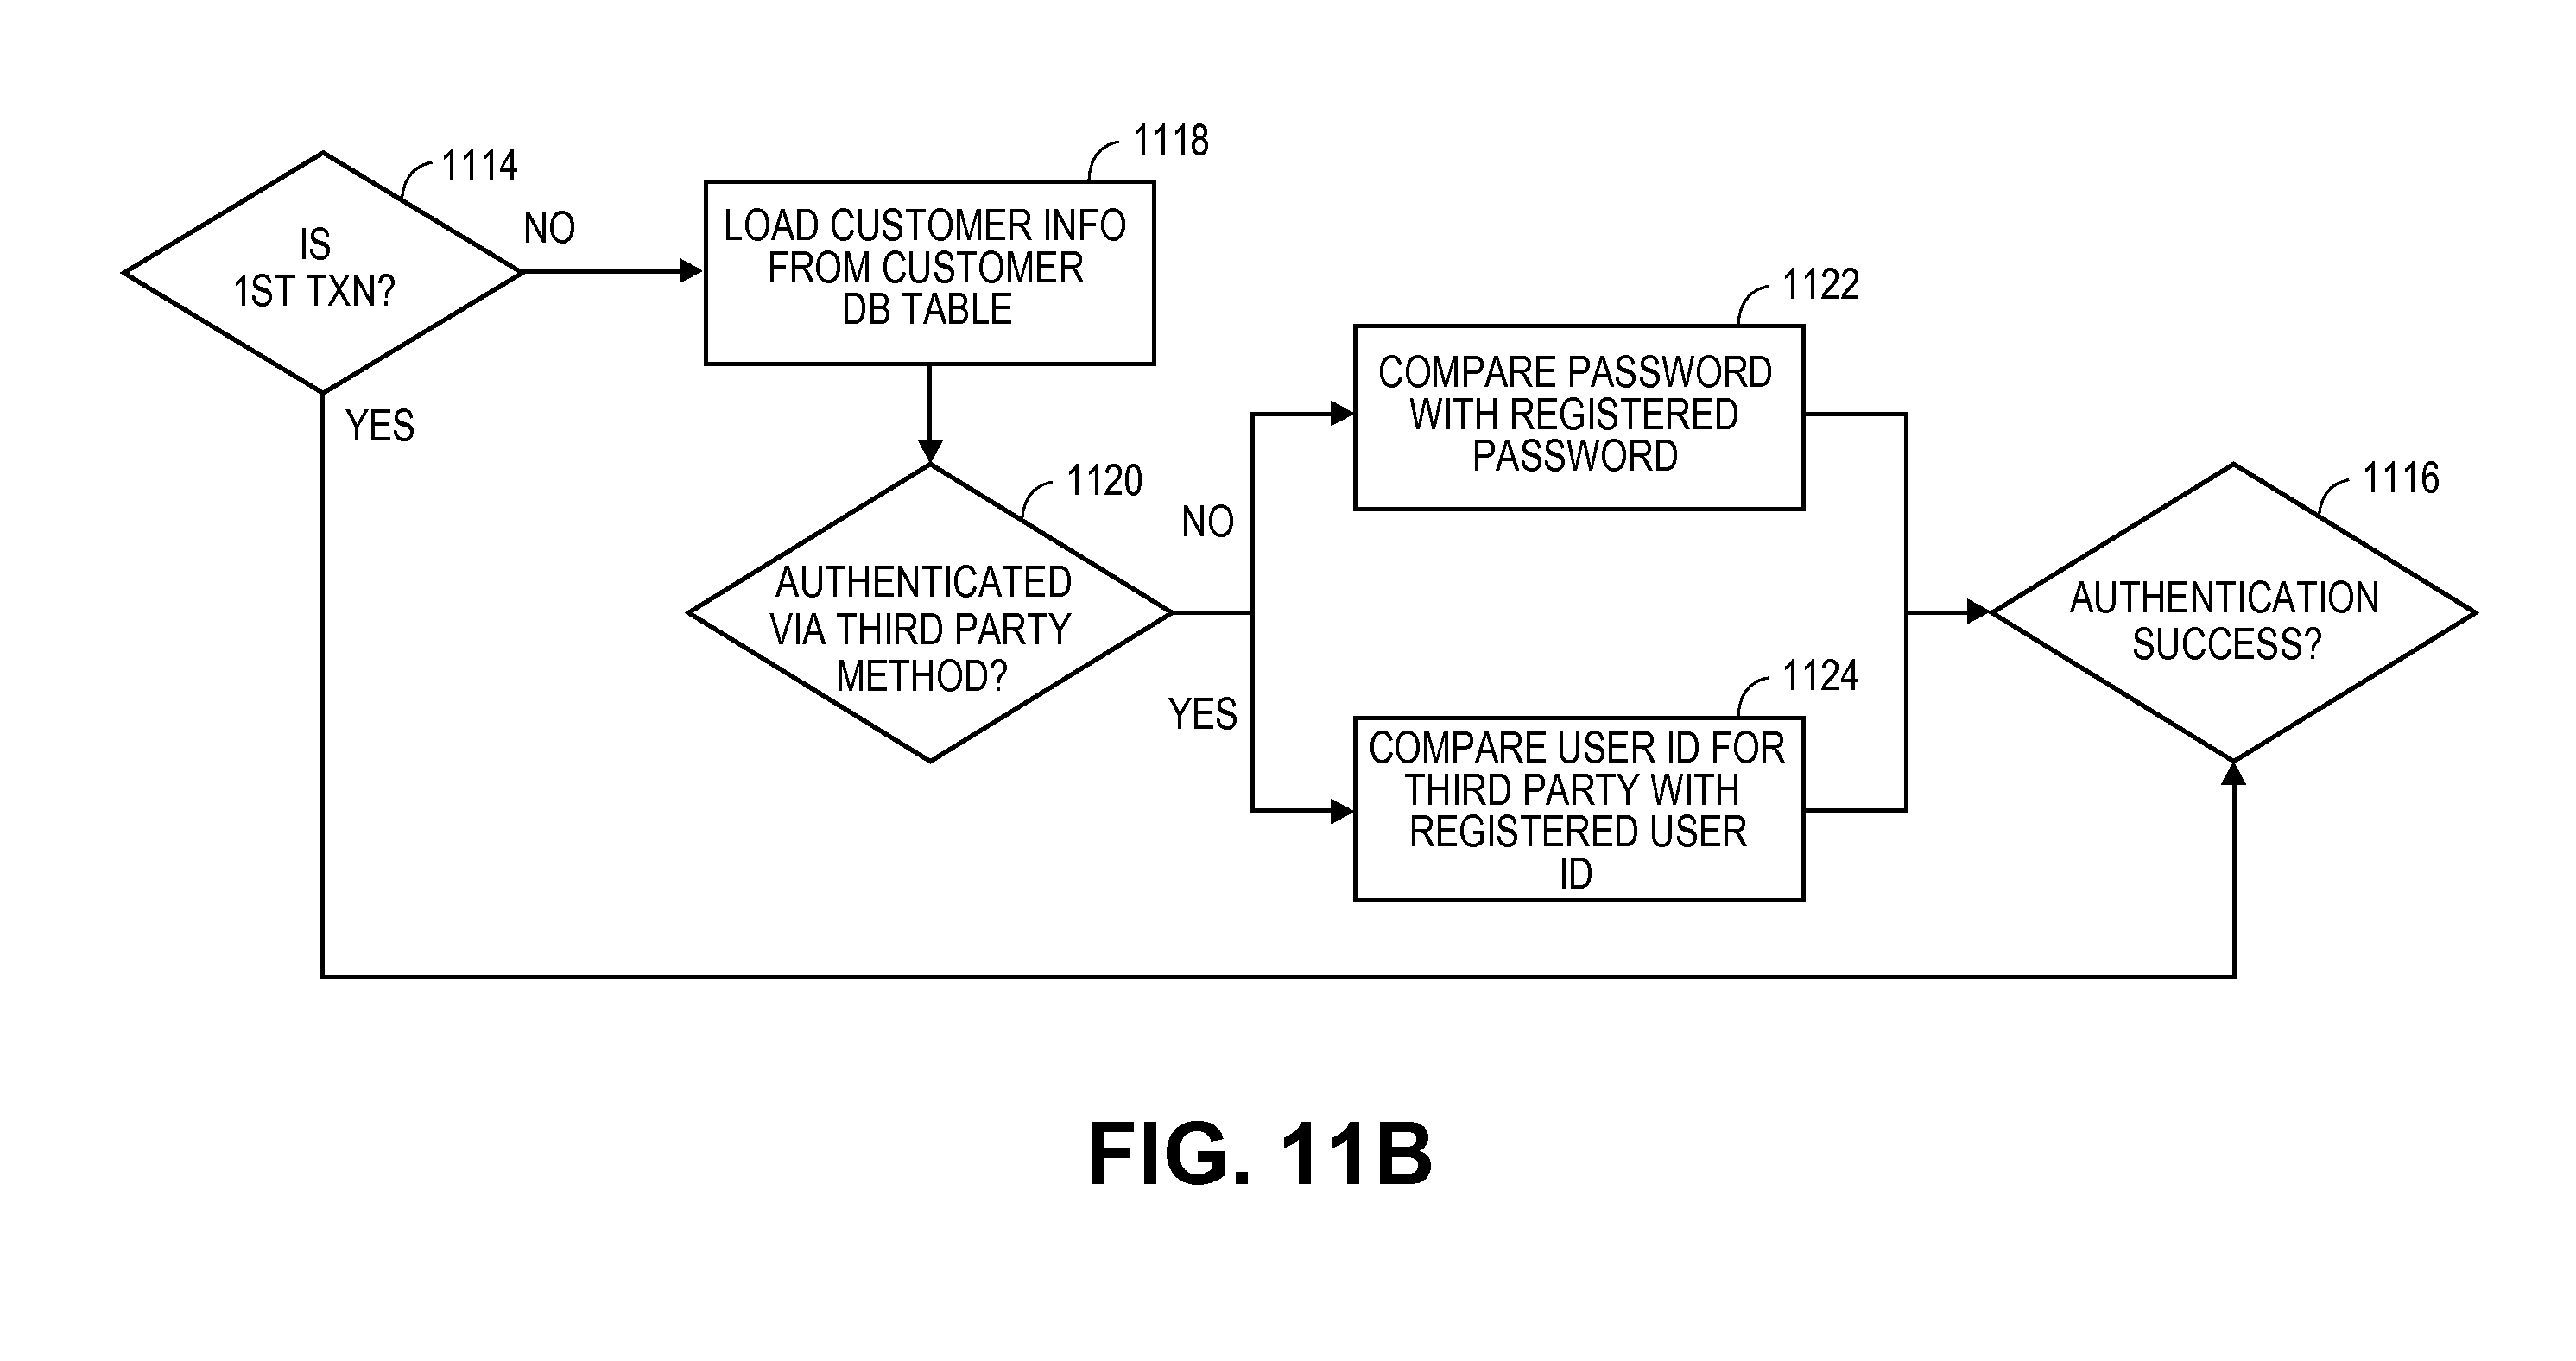 1114
IS
1ST TXN?
NO
YES
1118
LOAD CUSTOMER INFO
FROM CUSTOMER
DB TABLE
1120
AUTHENTICATED
VIA THIRD PARTY
METHOD?
NO
YES
1122
COMPARE PASSWORD
WITH REGISTERED
PASSWORD
1124
COMPARE USER ID FOR
THIRD PARTY WITH
REGISTERED USER
ID
1116
AUTHENTICATION
SUCCESS?
FIG. 11B